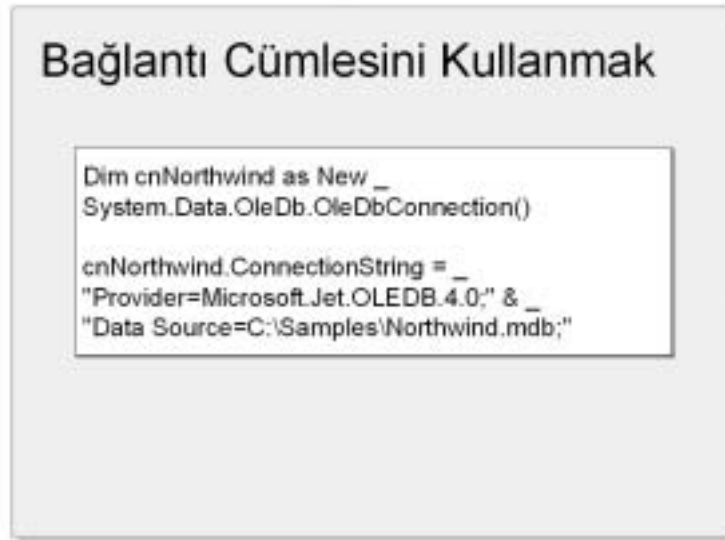 Bağlantı Cümlesini Kullanmak
Dim cnNorthwind as New _
System.Data.OleDb.OleDbConnection()
cnNorthwind.ConnectionString = _
"Provider=Microsoft.Jet.OLEDB.4.0;" & _
"Data Source=C:\Samples\Northwind.mdb;"